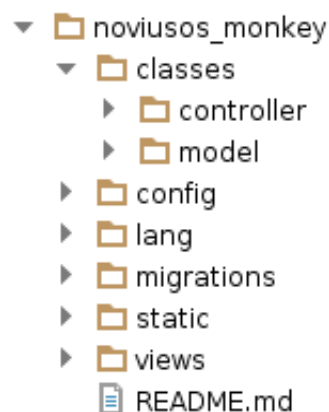 noviusos_monkey
classes
controller
model
config
lang
migrations
static
views
README.md